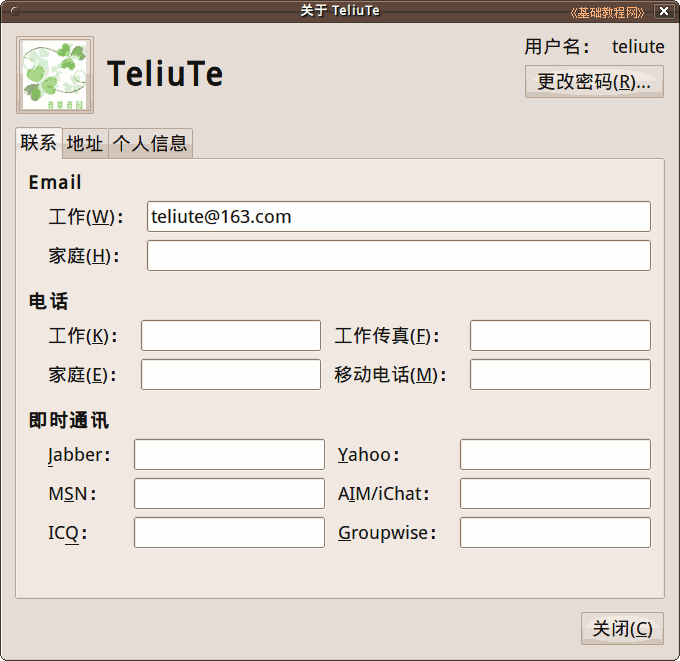 关于 TeliuTe
《基础教程网》
TeliuTe
用户名： teliute
更改密码(R)...
联系 地址 个人信息
Email
工作(W)： teliute@163.com
家庭(H)：
电话
工作(K)： 工作传真(F)：
家庭(E)： 移动电话(M)：
即时通讯
Jabber： Yahoo：
MSN： AIM/iChat：
ICQ： Groupwise：
关闭(C)